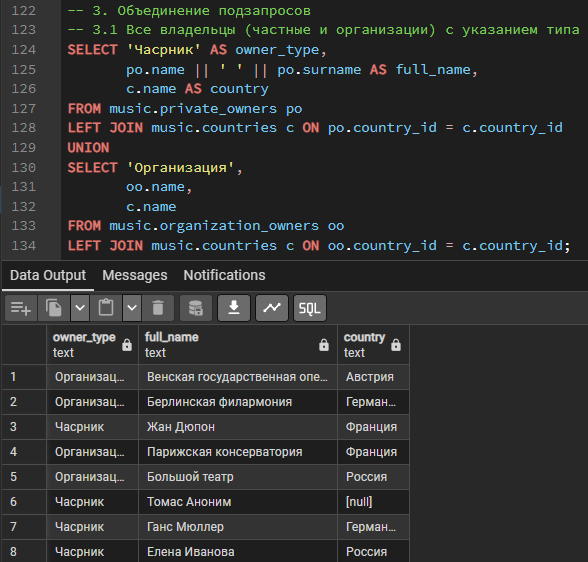 122 -- 3. Объединение подзапросов
123 -- 3.1 Все владельцы (частные и организации) с указанием типа
124 SELECT 'Часрник' AS owner_type,
125 po.name || ' ' || po.surname AS full_name,
126 c.name AS country
127 FROM music.private_owners po
128 LEFT JOIN music.countries c ON po.country_id = c.country_id
129 UNION
130 SELECT 'Организация',
131 oo.name,
132 c.name
133 FROM music.organization_owners oo
134 LEFT JOIN music.countries c ON oo.country_id = c.country_id;
Data Output Messages Notifications
SQL
owner_type full_name country
text text text
1 Организац... Венская государственная опе... Австрия
2 Организац... Берлинская филармония Герман...
3 Часрник Жан Дюпон Франция
4 Организац... Парижская консерватория Франция
5 Организац... Большой театр Россия
6 Часрник Томас Аноним [null]
7 Часрник Ганс Мюллер Герман...
8 Часрник Елена Иванова Россия